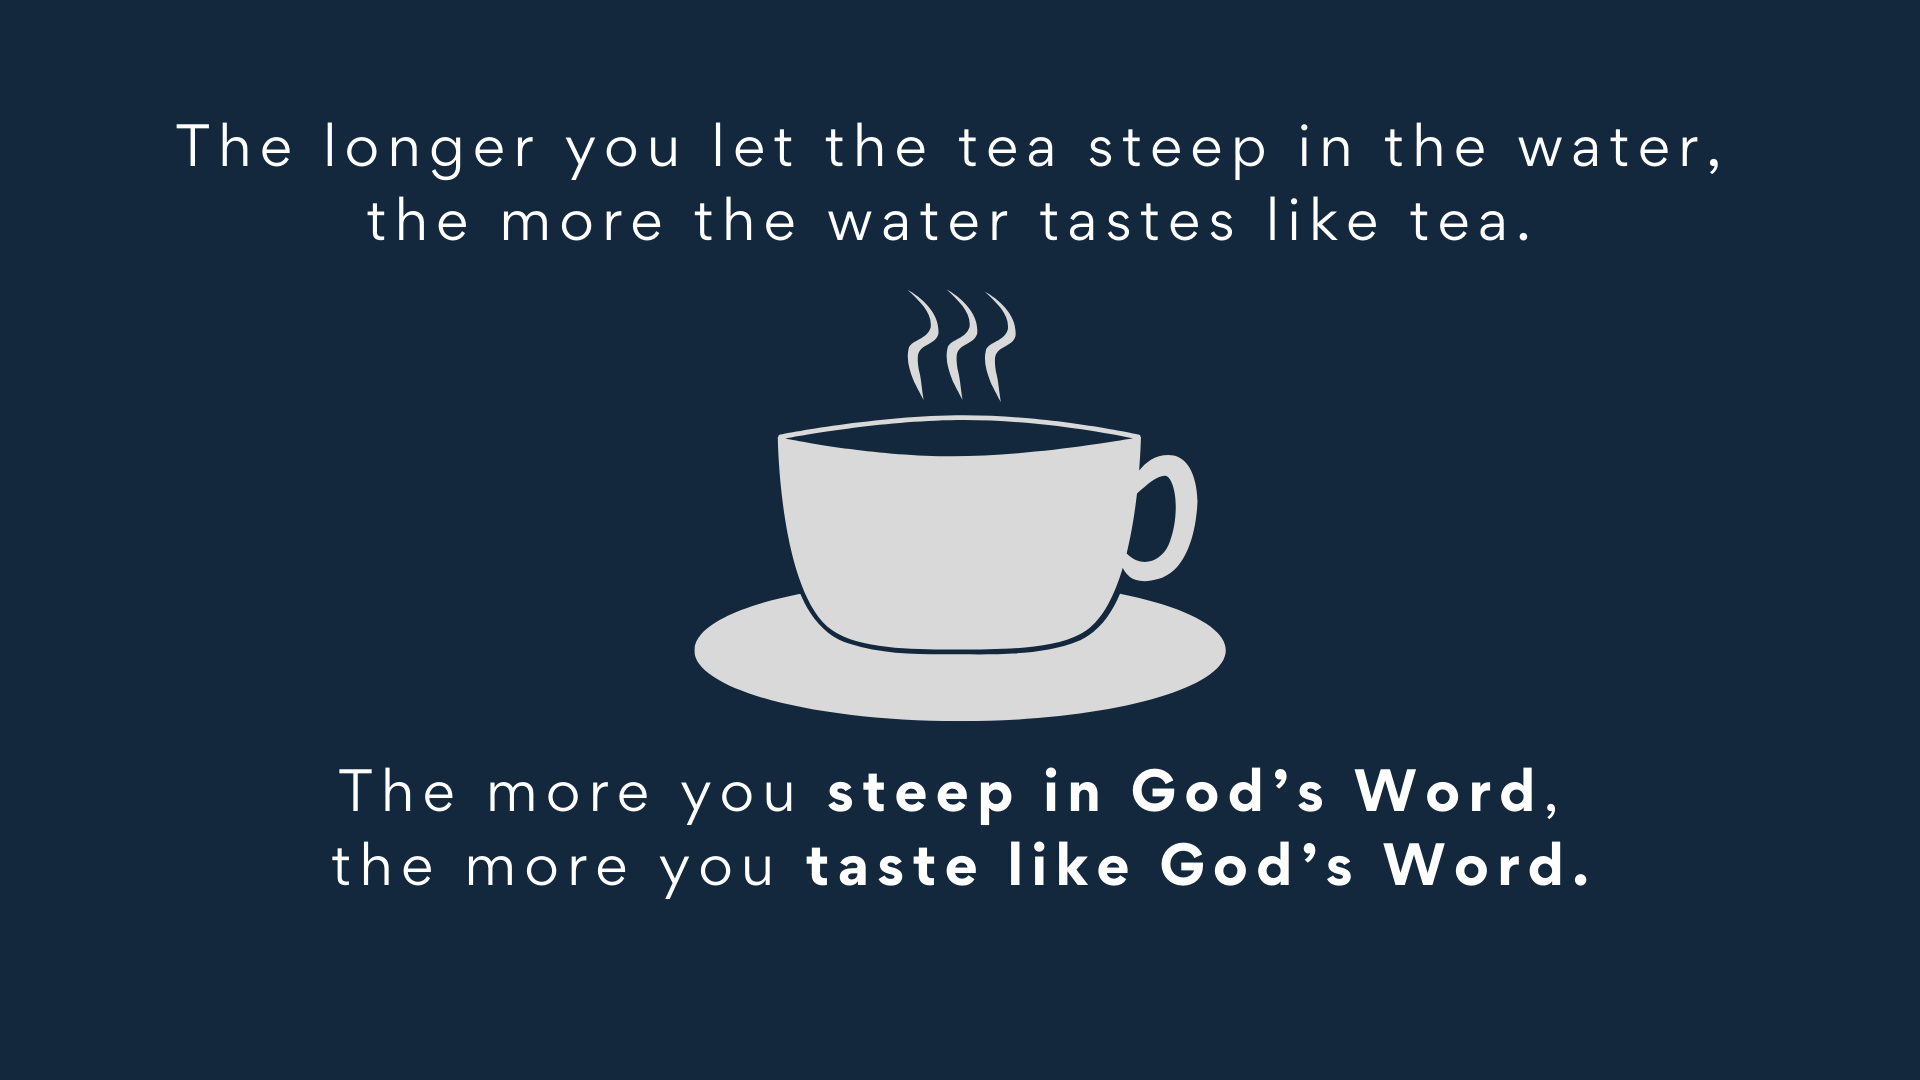 The longer you let the tea steep in the water,
the more the water tastes like tea.
The more you steep in God’s Word,
the more you taste like God’s Word.